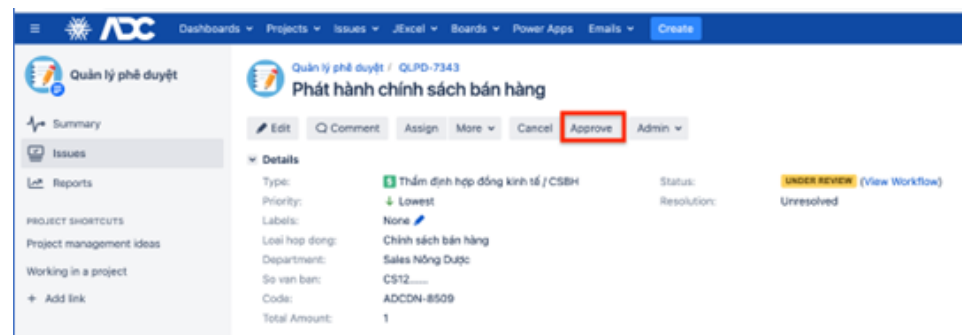 ADC Dashboards Projects Issues JExcel Boards Power Apps Emails Create
Quản lý phê duyệt
Quản lý phê duyệt / QLPD-7343
Phát hành chính sách bán hàng
Summary
Issues
Reports
PROJECT SHORTCUTS
Project management ideas
Working in a project
+ Add link
Edit Comment Assign More Cancel Approve Admin
Details
Type: Thẩm định hợp đồng kinh tế / CSBH
Priority: Lowest
Labels: None
Loai hop dong: Chính sách bán hàng
Department: Sales Nông Dược
So van ban: CS12......
Code: ADCDN-8509
Total Amount: 1
Status: UNDER REVIEW (View Workflow)
Resolution: Unresolved